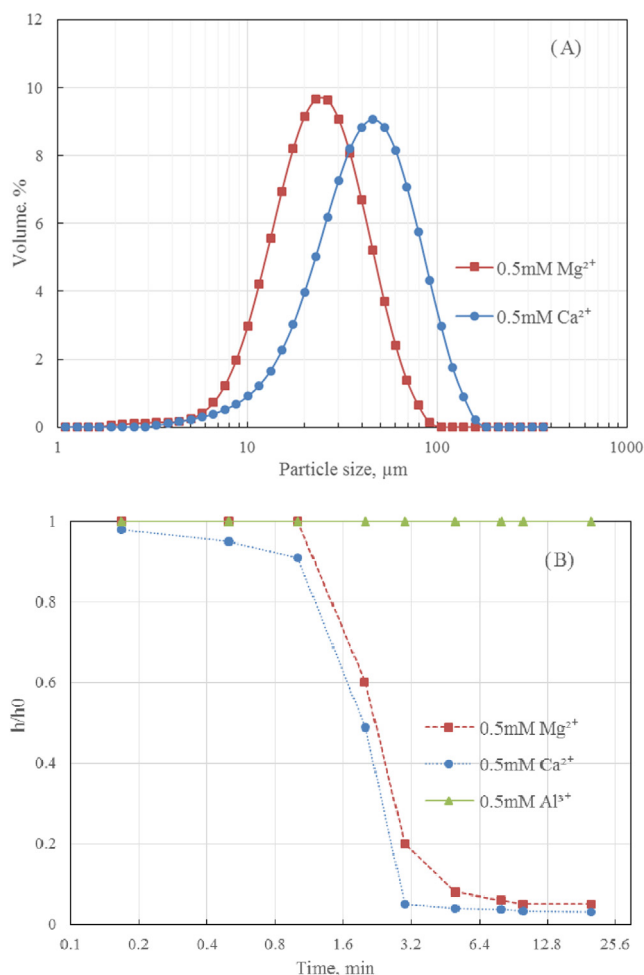 (A)
12
10
8
6
4
2
0
Volume. %
1 10 100 1000
Particle size, µm
0.5mM Mg²⁺
0.5mM Ca²⁺
(B)
1
0.8
0.6
0.4
0.2
0
h/h0
0.1 0.2 0.4 0.8 1.6 3.2 6.4 12.8 25.6
Time, min
0.5mM Mg²⁺
0.5mM Ca²⁺
0.5mM Al³⁺